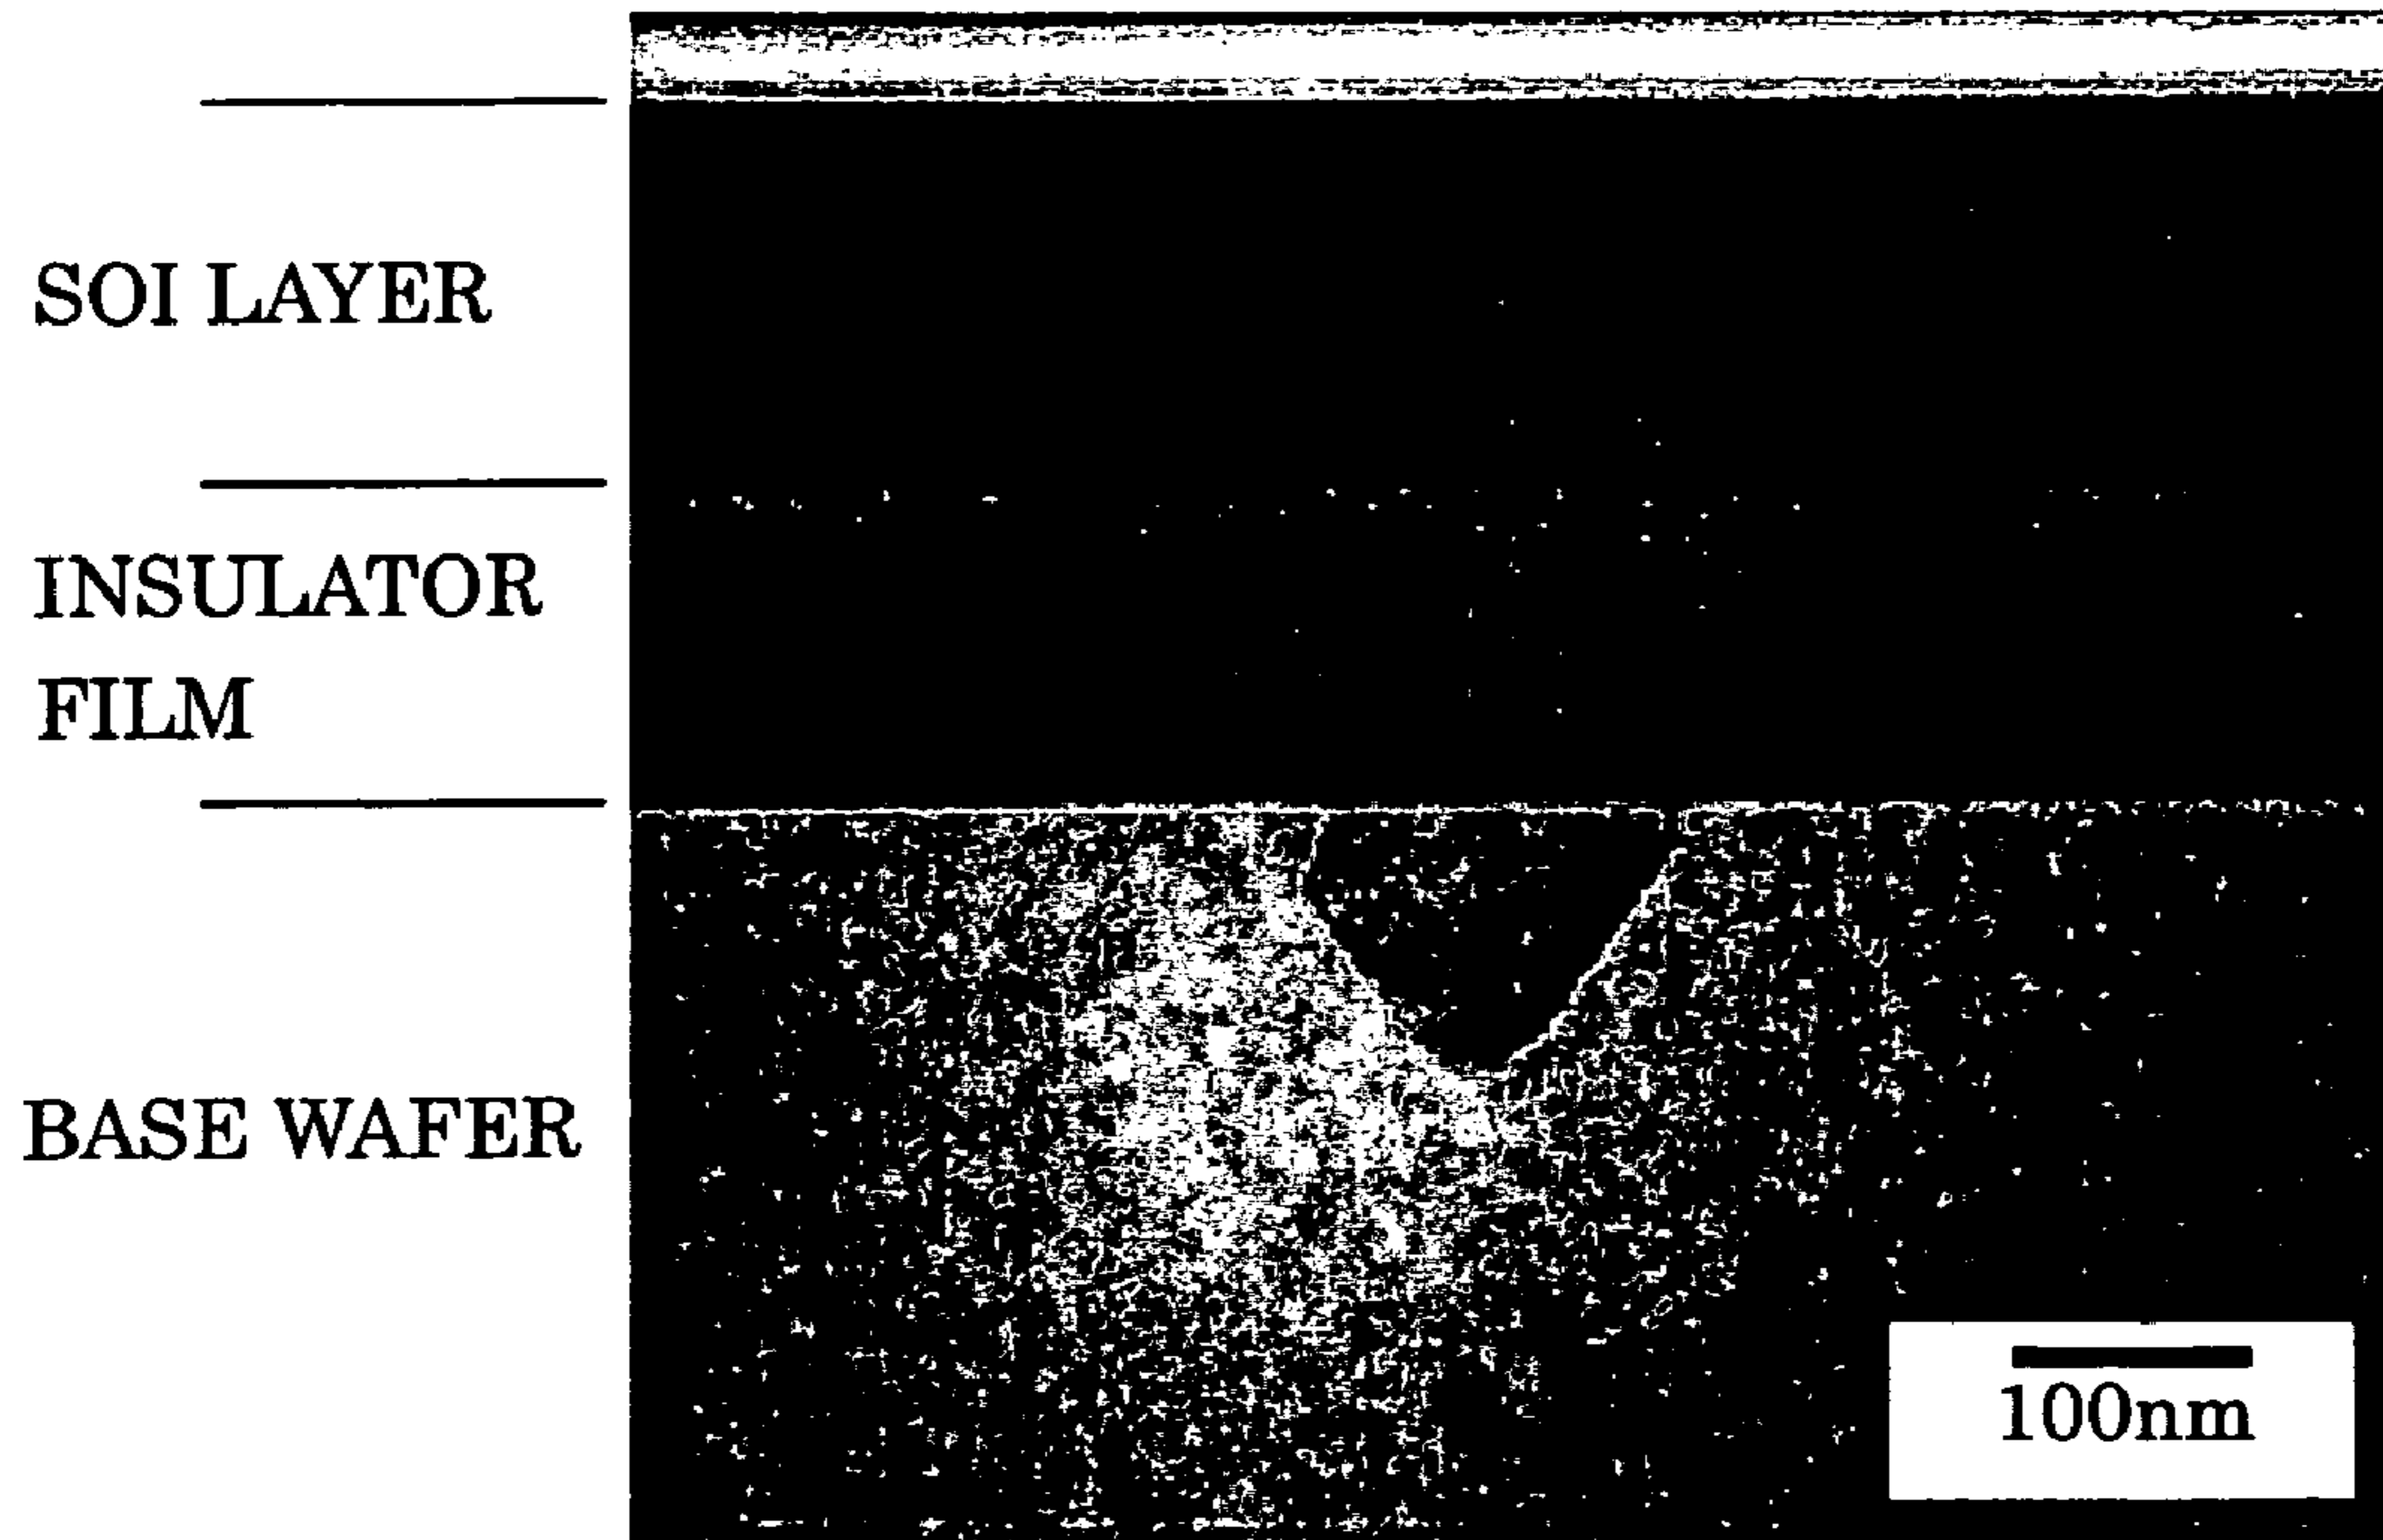 SOI LAYER
INSULATOR
FILM
BASE WAFER
100nm